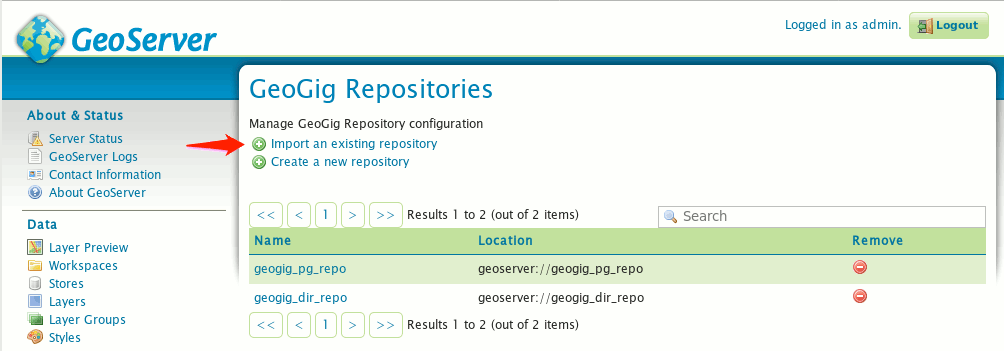 GeoServer
Logged in as admin.
Logout
About & Status
Server Status
GeoServer Logs
Contact Information
About GeoServer
Data
Layer Preview
Workspaces
Stores
Layers
Layer Groups
Styles
GeoGig Repositories
Manage GeoGig Repository configuration
Import an existing repository
Create a new repository
<< < 1 > >> Results 1 to 2 (out of 2 items)
Search
Name Location Remove
geogig_pg_repo geoserver://geogig_pg_repo
geogig_dir_repo geoserver://geogig_dir_repo
<< < 1 > >> Results 1 to 2 (out of 2 items)